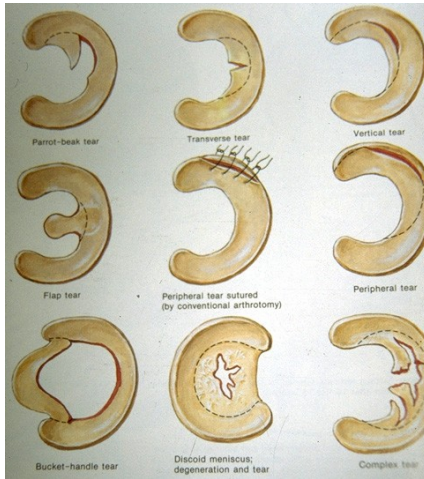 Parrot-beak tear
Transverse tear
Vertical tear
Flap tear
Peripheral tear sutured
(by conventional arthrotomy)
Peripheral tear
Bucket-handle tear
Discoid meniscus;
degeneration and tear
Complex tear